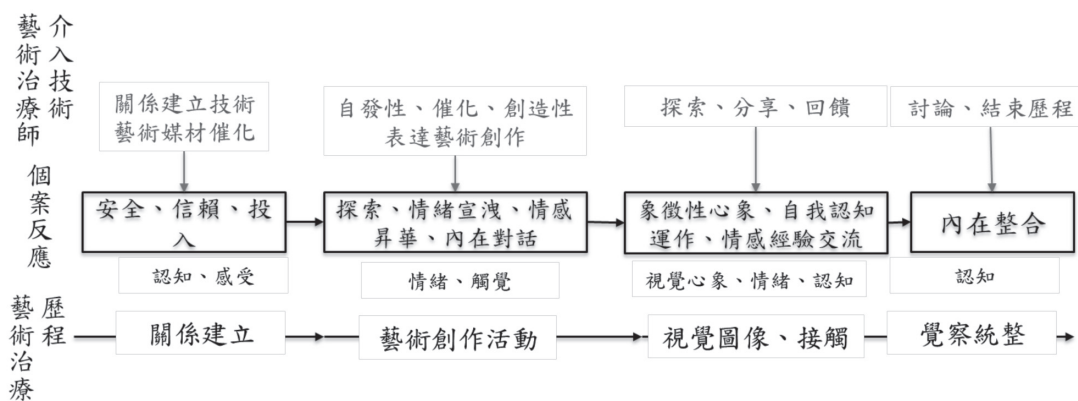 藝術治療師
介入技術
關係建立技術
藝術媒材催化
自發性、催化、創造性
表達藝術創作
探索、分享、回饋
討論、結束歷程
個案反應
安全、信賴、投
入
探索、情緒宣洩、情感
昇華、內在對話
象徵性心象、自我認知
運作、情感經驗交流
內在整合
認知、感受
情緒、觸覺
視覺心象、情緒、認知
認知
藝術治療
歷程
關係建立
藝術創作活動
視覺圖像、接觸
覺察統整